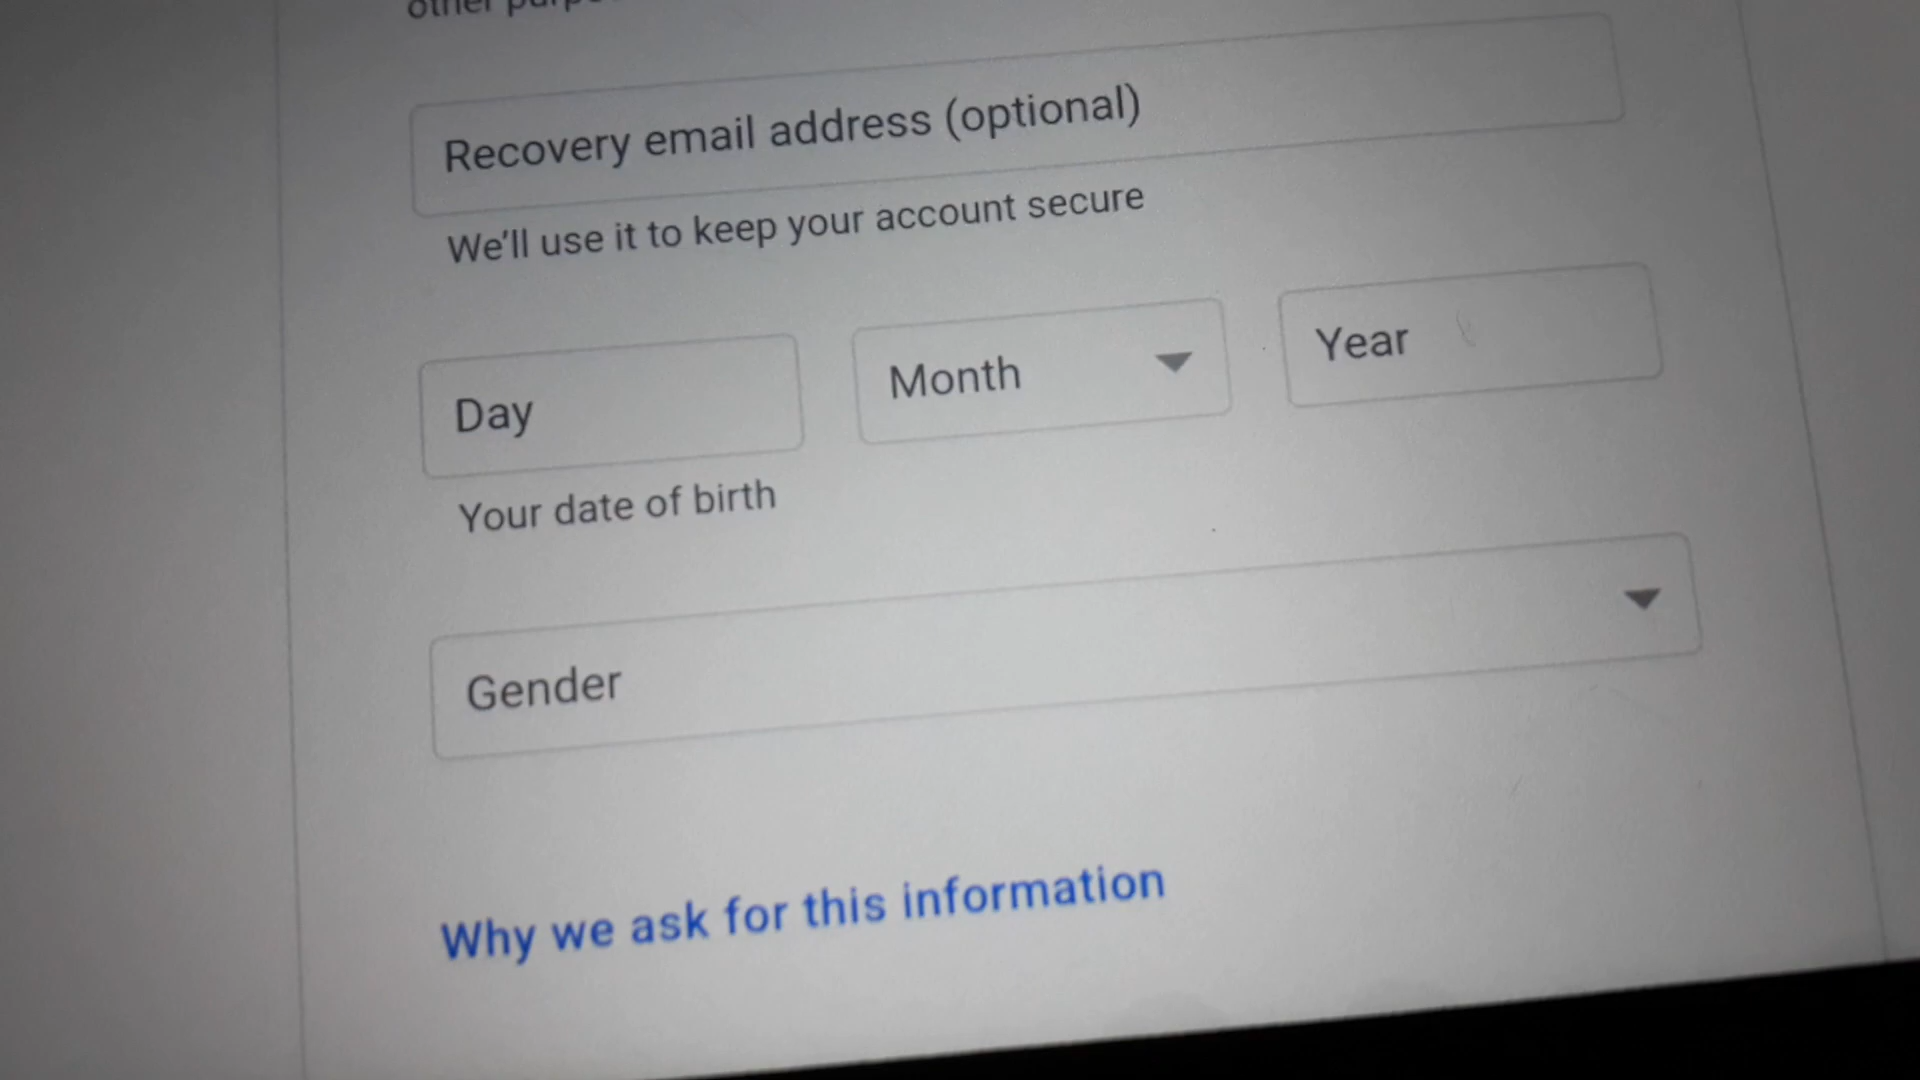 other
Recovery email address (optional)
We'll use it to keep your account secure
Day
Month
Year
Your date of birth
Gender
Why we ask for this information